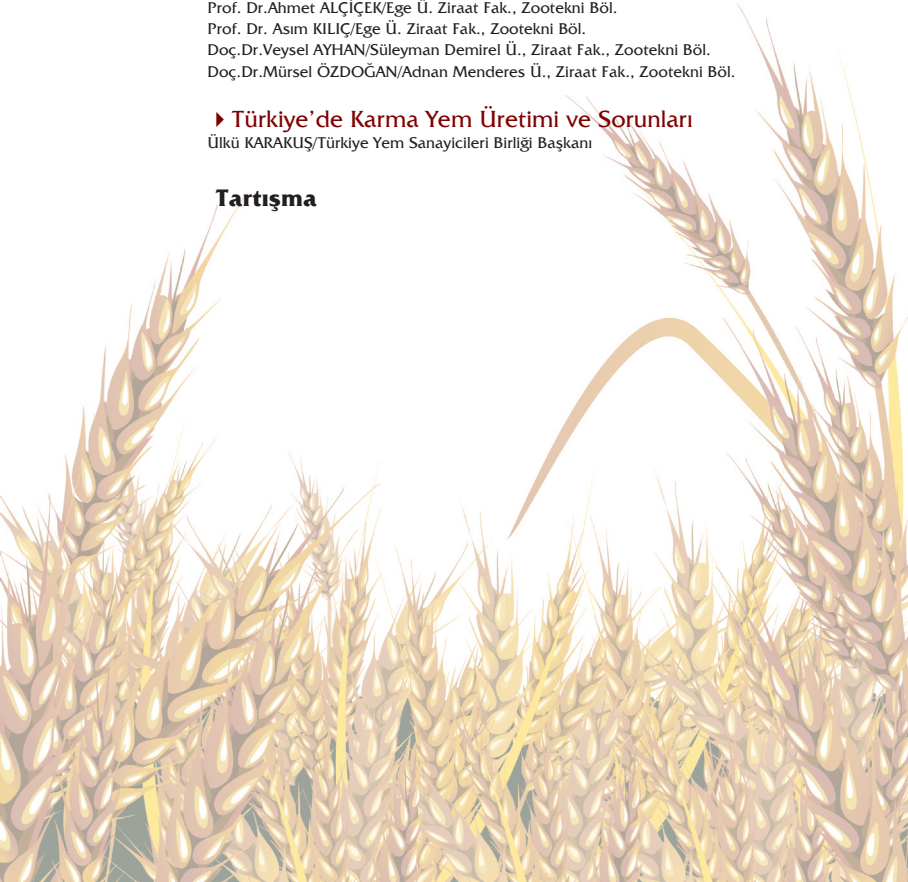 Prof. Dr.Ahmet ALÇİÇEK/Ege Ü. Ziraat Fak., Zootekni Böl.
Prof. Dr. Asım KILIÇ/Ege Ü. Ziraat Fak., Zootekni Böl.
Doç.Dr.Veysel AYHAN/Süleyman Demirel Ü., Ziraat Fak., Zootekni Böl.
Doç.Dr.Mürsel ÖZDOĞAN/Adnan Menderes Ü., Ziraat Fak., Zootekni Böl.
Türkiye’de Karma Yem Üretimi ve Sorunları
Ülkü KARAKUŞ/Türkiye Yem Sanayicileri Birliği Başkanı
Tartışma